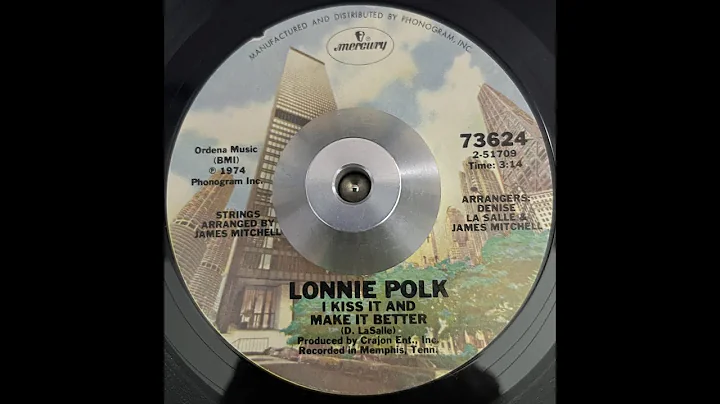 MANUFACTURED AND DISTRIBUTED BY PHONOGRAM, INC.
mercury
®
Ordena Music
(BMI)
℗ 1974
Phonogram Inc.
STRINGS
ARRANGED BY
JAMES MITCHELL
73624
2-51709
Time: 3:14
ARRANGERS:
DENISE
LA SALLE &
JAMES MITCHELL
LONNIE POLK
I KISS IT AND
MAKE IT BETTER
(D. LaSalle)
Produced by Crajon Ent., Inc.
Recorded in Memphis, Tenn.